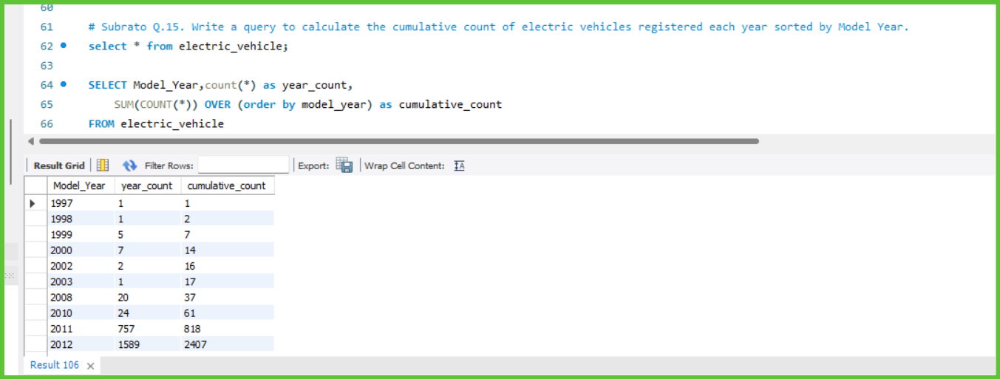 60
61 # Subrato Q.15. Write a query to calculate the cumulative count of electric vehicles registered each year sorted by Model Year.
62 select * from electric_vehicle;
63
64 SELECT Model_Year,count(*) as year_count,
65 SUM(COUNT(*)) OVER (order by model_year) as cumulative_count
66 FROM electric_vehicle
Result Grid Filter Rows: Export: Wrap Cell Content: IA
Model_Year year_count cumulative_count
1997 1 1
1998 1 2
1999 5 7
2000 7 14
2002 2 16
2003 1 17
2008 20 37
2010 24 61
2011 757 818
2012 1589 2407
Result 106 ×